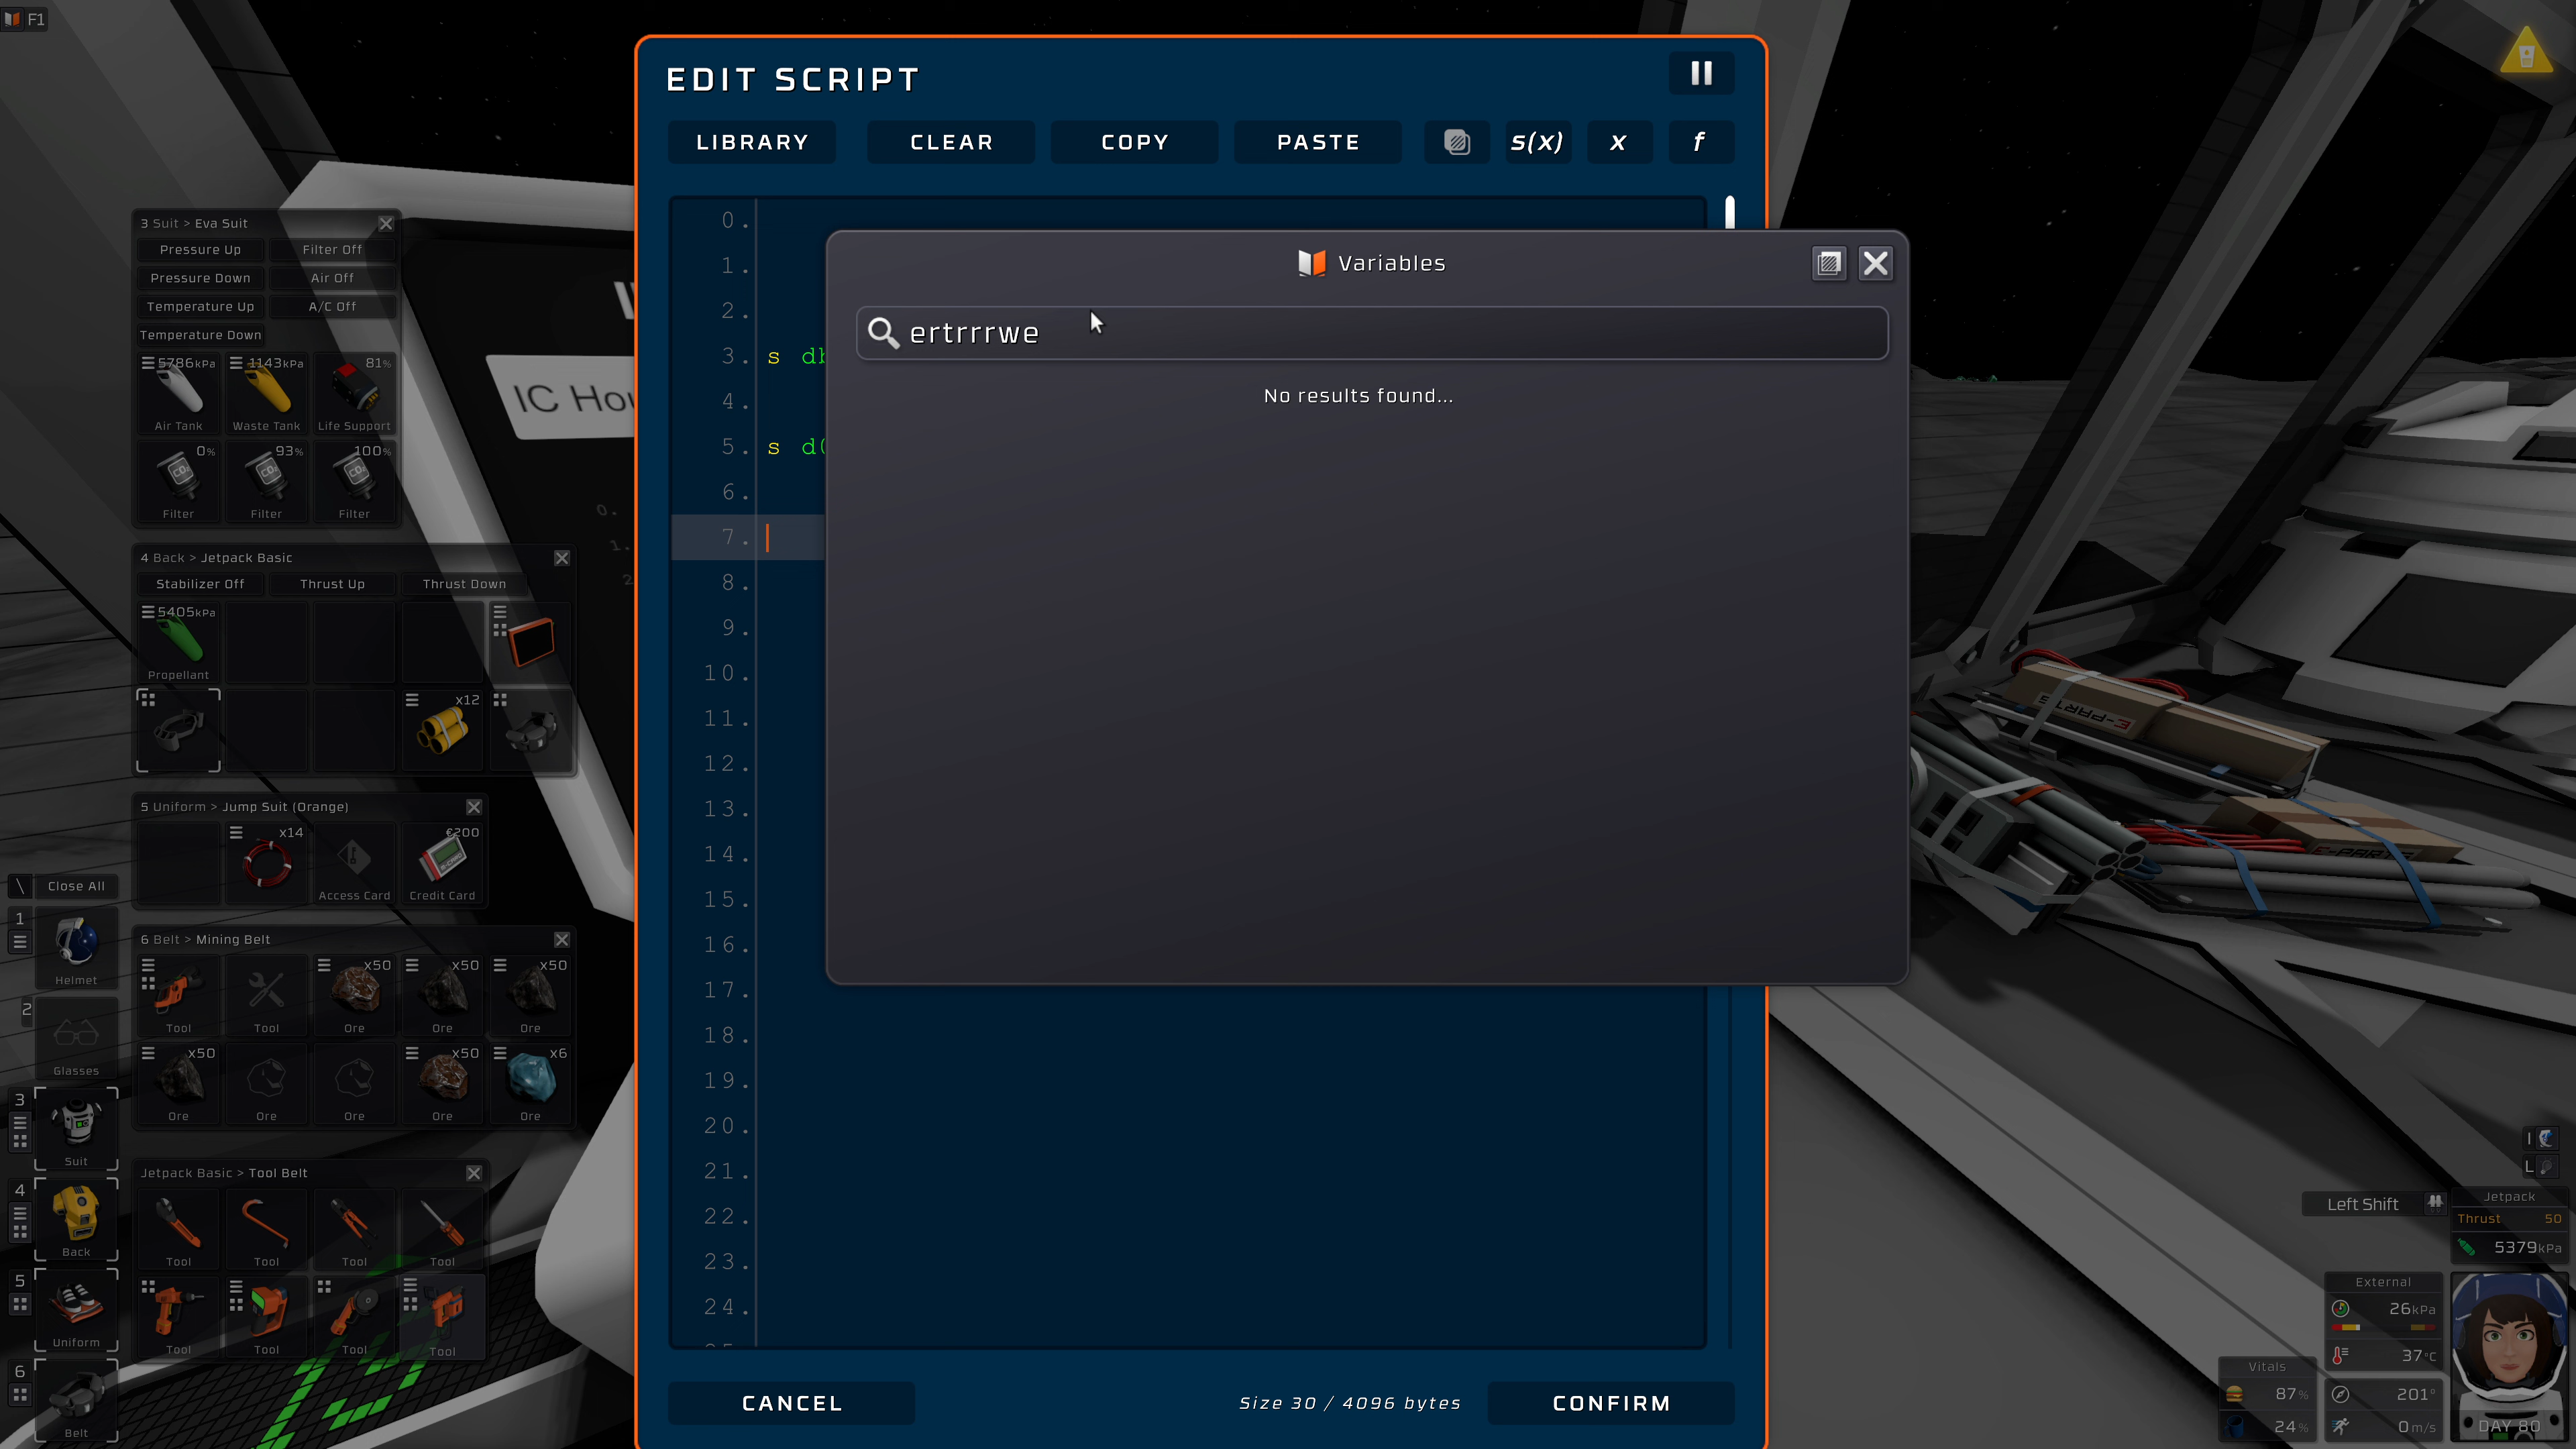 F1
EDIT SCRIPT
LIBRARY CLEAR COPY PASTE s(x) x f
3 Suit > Eva Suit
Pressure Up Filter Off
Pressure Down Air Off
Temperature Up A/C Off
Temperature Down
5786kPa 1143kPa 81%
Air Tank Waste Tank Life Support
0% 93% 100%
Filter Filter Filter
4 Back > Jetpack Basic
Stabilizer Off Thrust Up Thrust Down
5405kPa
Propellant
x12
5 Uniform > Jump Suit (Orange)
x14 €200
Access Card Credit Card
\ Close All
6 Belt > Mining Belt
x50 x50 x50
Tool Tool Ore Ore Ore
x50 x50 x6
Ore Ore Ore Ore Ore
Jetpack Basic > Tool Belt
Tool Tool Tool Tool
Tool Tool Tool Tool
1
Helmet
2
Glasses
3
Suit
4
Back
5
Uniform
6
Belt
IC Hou
0.
1.
2
0.
1.
2.
3. s db
4.
5. s d0
6.
7.
8.
9.
10.
11.
12.
13.
14.
15.
16.
17.
18.
19.
20.
21.
22.
23.
24.
Variables
ertrrrwe
No results found...
CANCEL Size 30 / 4096 bytes CONFIRM
E-PARTS
E-PARTS
I
L
Left Shift
Jetpack
Thrust 50
5379kPa
External
26kPa
37°C
Vitals
87% 201°
24% 0m/s
DAY 80